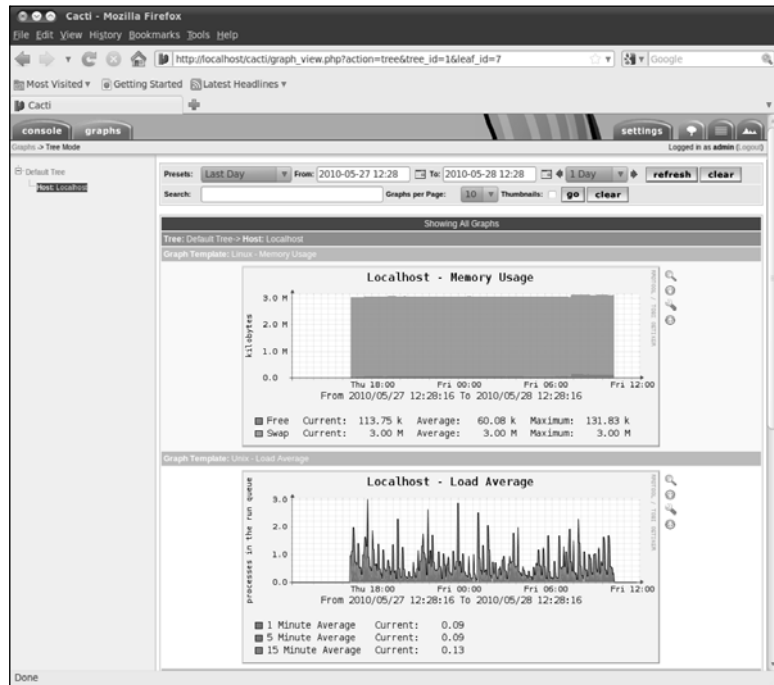 Cacti - Mozilla Firefox
File Edit View History Bookmarks Tools Help
http://localhost/cacti/graph_view.php?action=tree&tree_id=1&leaf_id=7
Google
Most Visited Getting Started Latest Headlines
Cacti
console graphs settings
Graphs -> Tree Mode Logged in as admin (Logout)
Default Tree
Host: Localhost
Presets: Last Day From: 2010-05-27 12:28 To: 2010-05-28 12:28 1 Day refresh clear
Search: Graphs per Page: 10 Thumbnails: go clear
Showing All Graphs
Tree: Default Tree-> Host: Localhost
Graph Template: Linux - Memory Usage
Localhost - Memory Usage
kilobytes
3.0 M
2.0 M
1.0 M
0.0
Thu 18:00 Fri 00:00 Fri 06:00 Fri 12:00
From 2010/05/27 12:28:16 To 2010/05/28 12:28:16
Free Current: 113.75 k Average: 60.08 k Maximum: 131.83 k
Swap Current: 3.00 M Average: 3.00 M Maximum: 3.00 M
RRDTOOL / TOBI OETIKER
Graph Template: Unix - Load Average
Localhost - Load Average
processes in the run queue
3.0
2.0
1.0
0.0
Thu 18:00 Fri 00:00 Fri 06:00 Fri 12:00
From 2010/05/27 12:28:16 To 2010/05/28 12:28:16
1 Minute Average Current: 0.09
5 Minute Average Current: 0.09
15 Minute Average Current: 0.13
RRDTOOL / TOBI OETIKER
Done